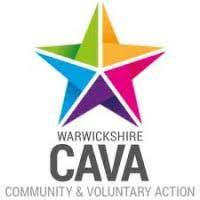 WARWICKSHIRE
CAVA
COMMUNITY & VOLUNTARY ACTION